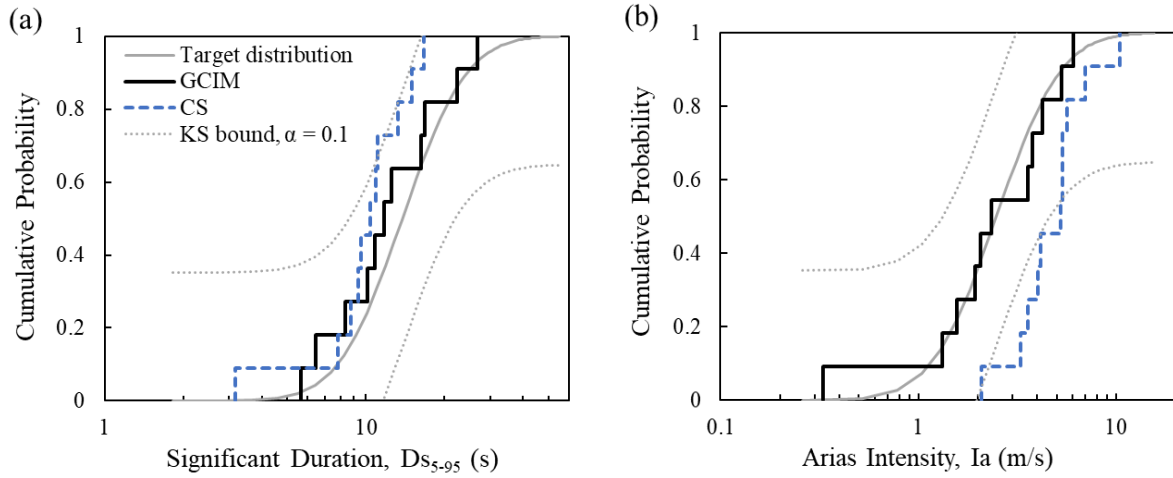 (a)
1
0.8
0.6
0.4
0.2
0
Cumulative Probability
Target distribution
GCIM
CS
KS bound, α = 0.1
1
10
Significant Duration, Ds5-95 (s)
(b)
1
0.8
0.6
0.4
0.2
0
Cumulative Probability
0.1
1
10
Arias Intensity, Ia (m/s)